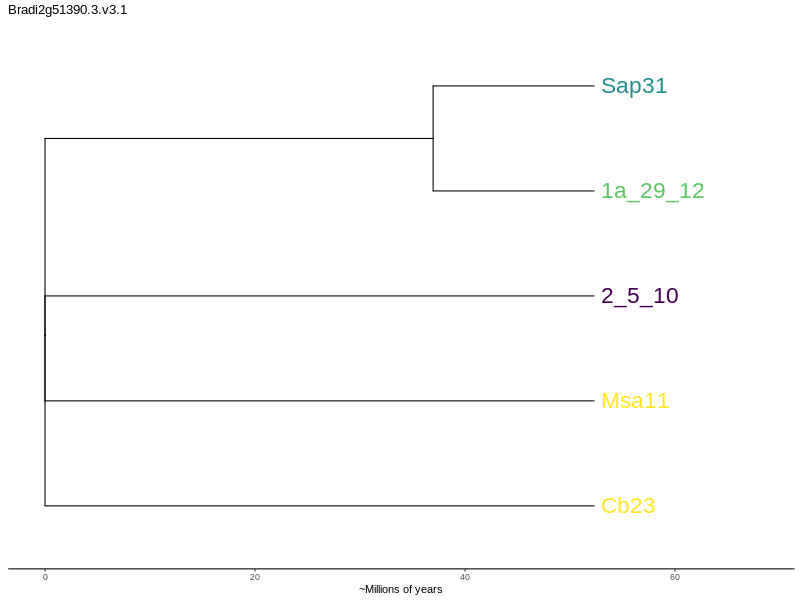 Bradi2g51390.3.v3.1
Sap31
1a_29_12
2_5_10
Msa11
Cb23
0 20 40 60
~Millions of years